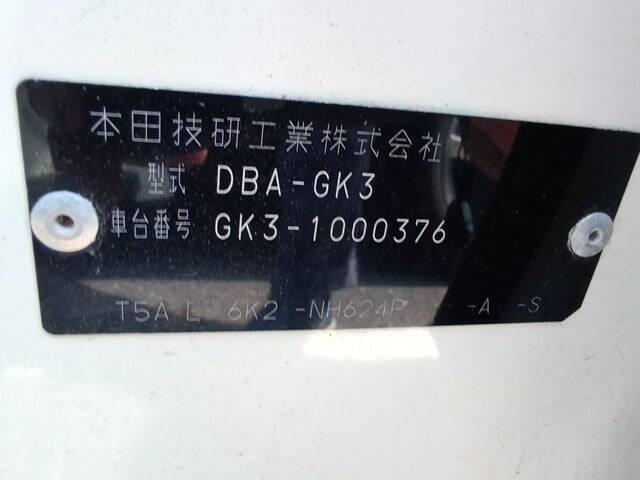 本田技研工業株式会社
型式 DBA-GK3
車台番号 GK3-1000376
T5A L 6K2 -NH624P -A -S